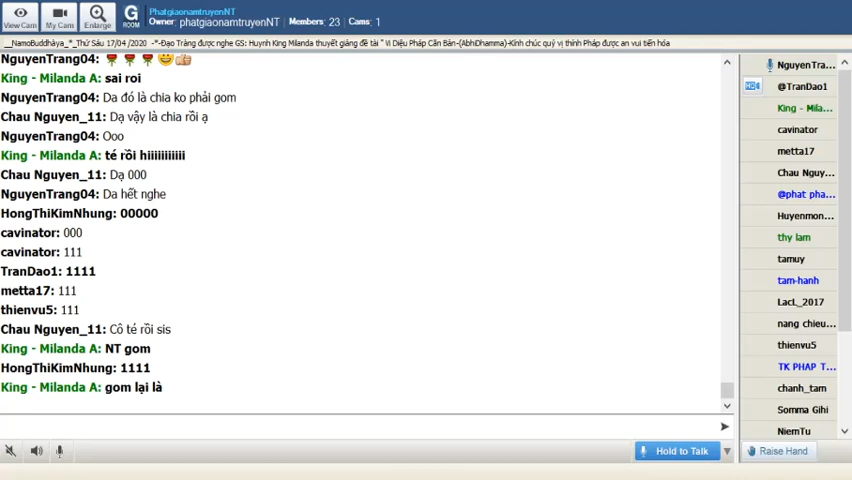 View Cam
My Cam
Enlarge
G ROOM
PhatgiaonamtruyenNT
Owner: phatgiaonamtruyenNT Members: 23 Cams: 1
__NamoBuddhàya_*_Thứ Sáu 17/04 /2020 -*-Đạo Tràng được nghe GS: Huynh King Milanda thuyết giảng đề tài " Vi Diệu Pháp Căn Bản-(AbhiDhamma)-Kính chúc quý vị thính Pháp được an vui tiến hóa
NguyenTrang04:
King - Milanda A: sai roi
NguyenTrang04: Da đó là chia ko phải gom
Chau Nguyen_11: Dạ vậy là chia rồi ạ
NguyenTrang04: Ooo
King - Milanda A: té rồi hiiiiiiiiiii
Chau Nguyen_11: Dạ 000
NguyenTrang04: Da hết nghe
HongThiKimNhung: 00000
cavinator: 000
cavinator: 111
TranDao1: 1111
metta17: 111
thienvu5: 111
Chau Nguyen_11: Cô té rồi sis
King - Milanda A: NT gom
HongThiKimNhung: 1111
King - Milanda A: gom lại là
Hold to Talk
NguyenTra...
@TranDao1
King - Mila...
cavinator
metta17
Chau Nguy...
@phat pha...
Huyenmon...
thy lam
tamuy
tam-hanh
LacL_2017
nang chieu...
thienvu5
TK PHAP T...
chanh_tam
Somma Gihi
NiemTu
Raise Hand